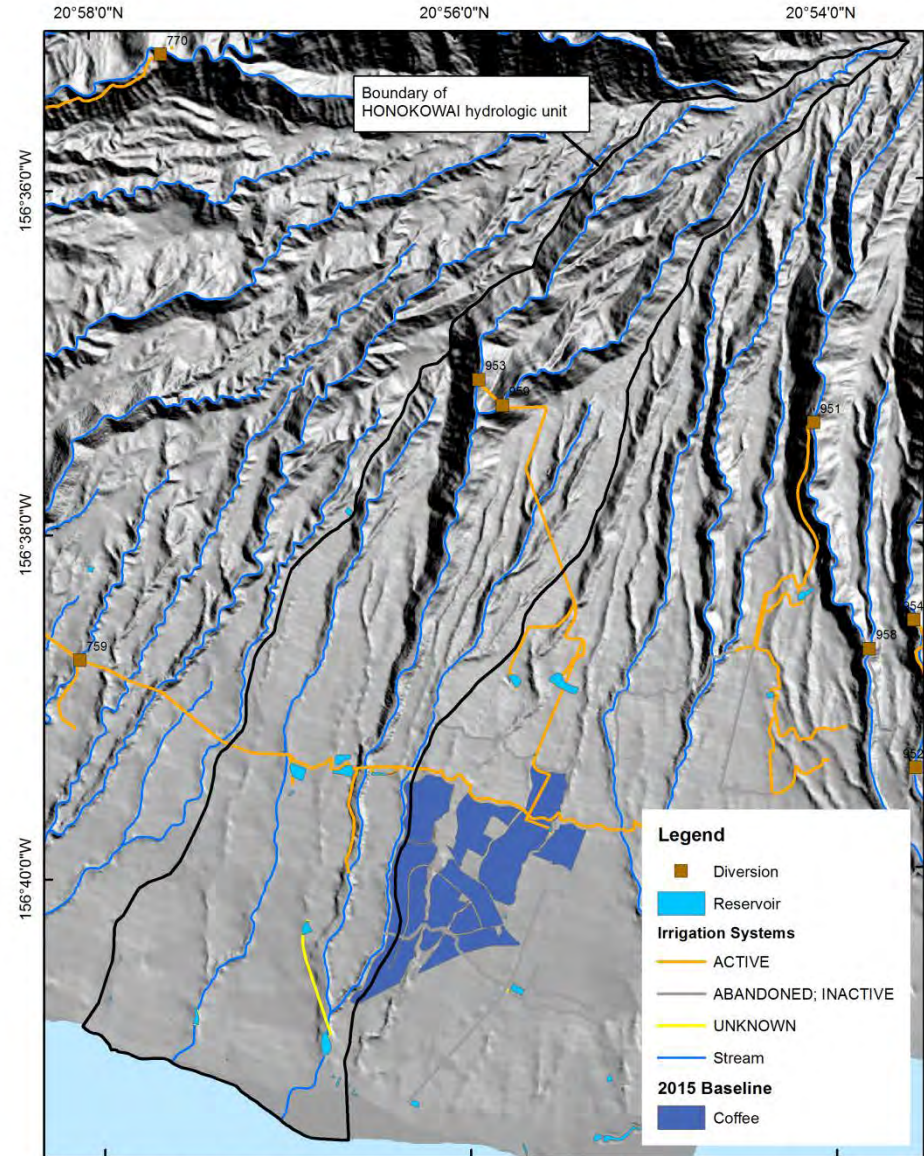 20°58'0"N
20°56'0"N
20°54'0"N
770
Boundary of
HONOKOWAI hydrologic unit
156°36'0"W
953
951
156°38'0"W
954
759
958
952
156°40'0"W
Legend
Diversion
Reservoir
Irrigation Systems
ACTIVE
ABANDONED; INACTIVE
UNKNOWN
Stream
2015 Baseline
Coffee